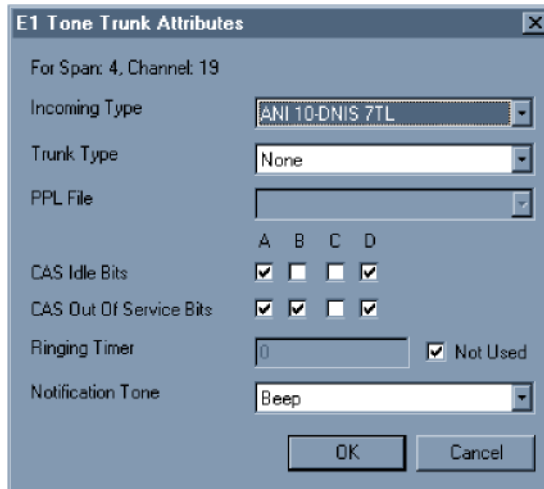 E1 Tone Trunk Attributes
For Span: 4, Channel: 19
Incoming Type ANI 10-DNIS 7TL
Trunk Type None
PPL File
A B C D
CAS Idle Bits
CAS Out Of Service Bits
Ringing Timer 0 Not Used
Notification Tone Beep
OK Cancel